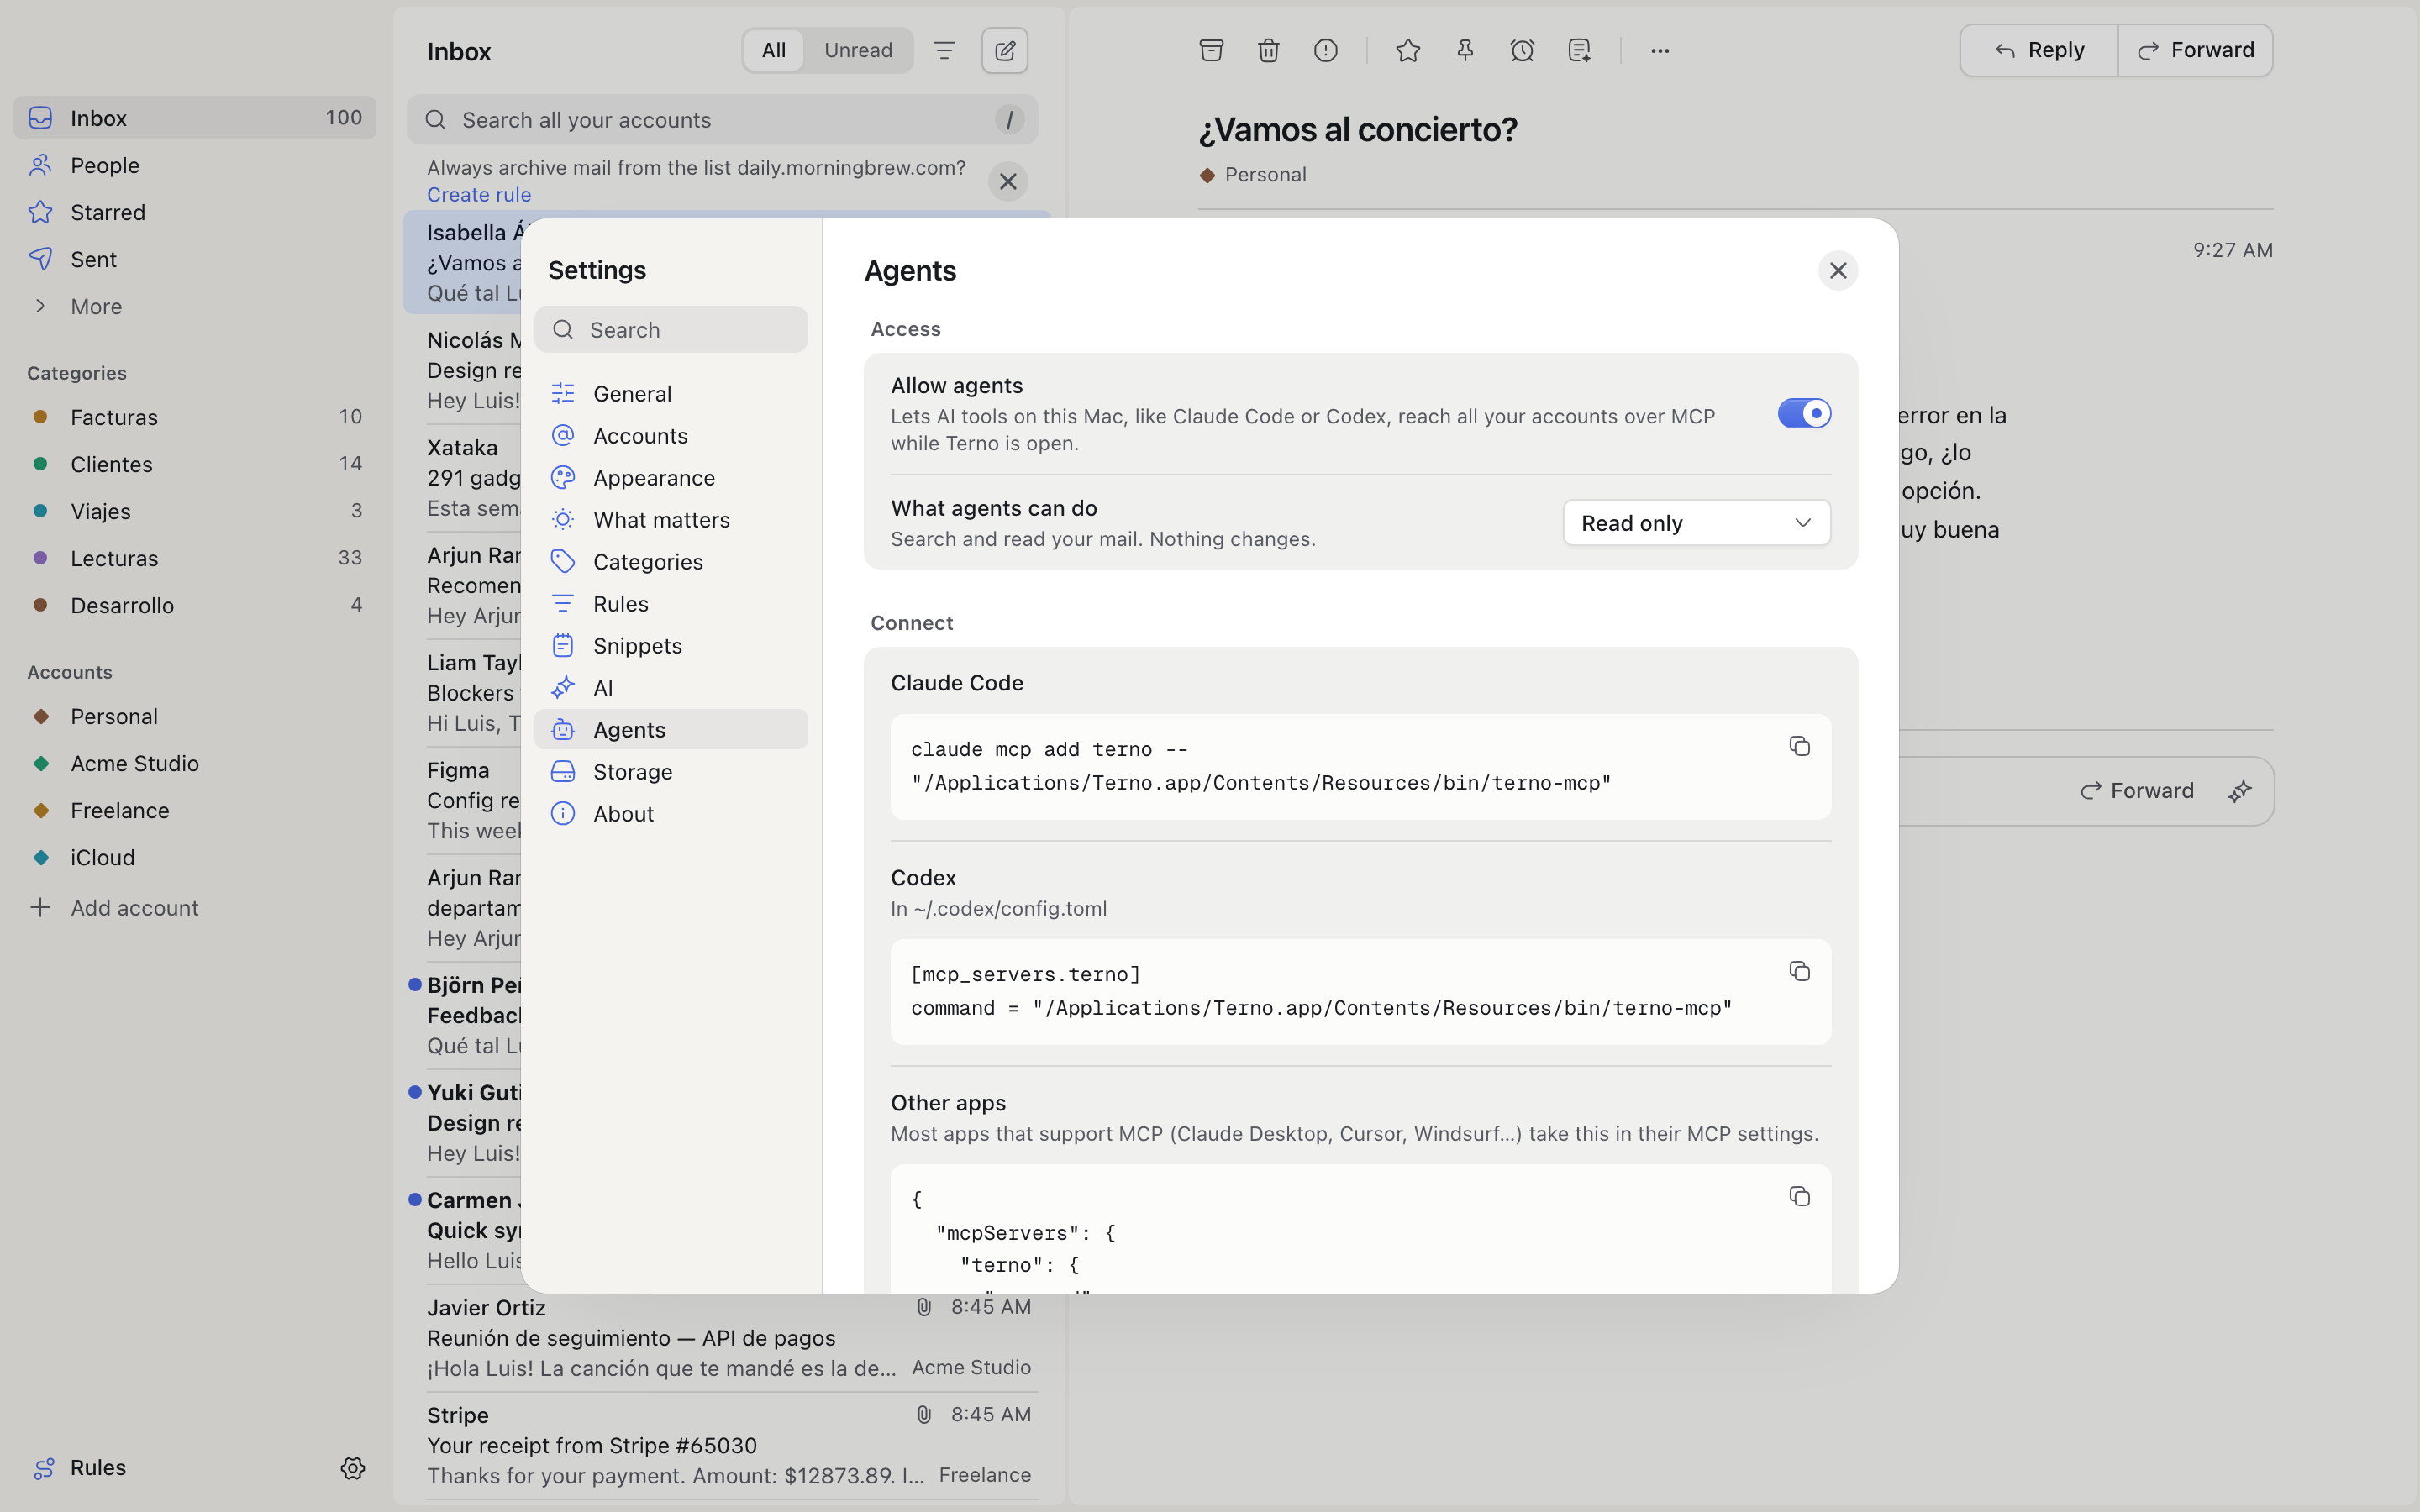 Inbox 100
People
Starred
Sent
More
Categories
Facturas 10
Clientes 14
Viajes 3
Lecturas 33
Desarrollo 4
Accounts
Personal
Acme Studio
Freelance
iCloud
Add account
Rules
Inbox
All Unread
Search all your accounts /
Always archive mail from the list daily.morningbrew.com?
Create rule
Isabella
¿Vamos
Qué tal
Nicolás
Design
Hey Luis!
Xataka
291
Esta
Arjun
Hey
Liam
Blockers
Hi Luis,
Figma
Config
This
Arjun
Hey
Björn
Qué tal
Yuki
Design
Hey Luis!
Carmen
Quick
Hello
Javier Ortiz 8:45 AM
Reunión de seguimiento — API de pagos
¡Hola Luis! La canción que te mandé es la de... Acme Studio
Stripe 8:45 AM
Your receipt from Stripe #65030
Thanks for your payment. Amount: $12873.89. I... Freelance
Reply Forward
¿Vamos al concierto?
Personal
9:27 AM
error en la
¿lo
opción.
buena
Forward
Settings
Search
General
Accounts
Appearance
What matters
Categories
Rules
Snippets
AI
Agents
Storage
About
Agents
Access
Allow agents
Lets AI tools on this Mac, like Claude Code or Codex, reach all your accounts over MCP
while Terno is open.
What agents can do
Search and read your mail. Nothing changes.
Read only
Connect
Claude Code
claude mcp add terno --
"/Applications/Terno.app/Contents/Resources/bin/terno-mcp"
Codex
In ~/.codex/config.toml
[mcp_servers.terno]
command = "/Applications/Terno.app/Contents/Resources/bin/terno-mcp"
Other apps
Most apps that support MCP (Claude Desktop, Cursor, Windsurf…) take this in their MCP settings.
{
"mcpServers": {
"terno": {